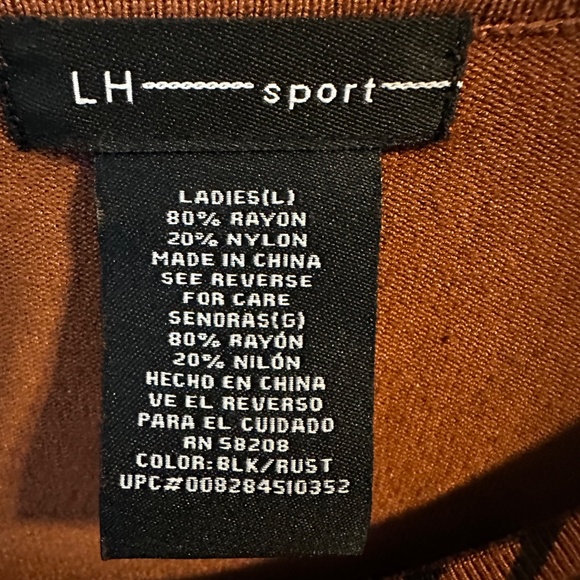 LH sport
LADIES(L)
80% RAYON
20% NYLON
MADE IN CHINA
SEE REVERSE
FOR CARE
SENORAS(G)
80% RAYÓN
20% NILÓN
HECHO EN CHINA
VE EL REVERSO
PARA EL CUIDADO
RN 58208
COLOR:BLK/RUST
UPC#008284510352